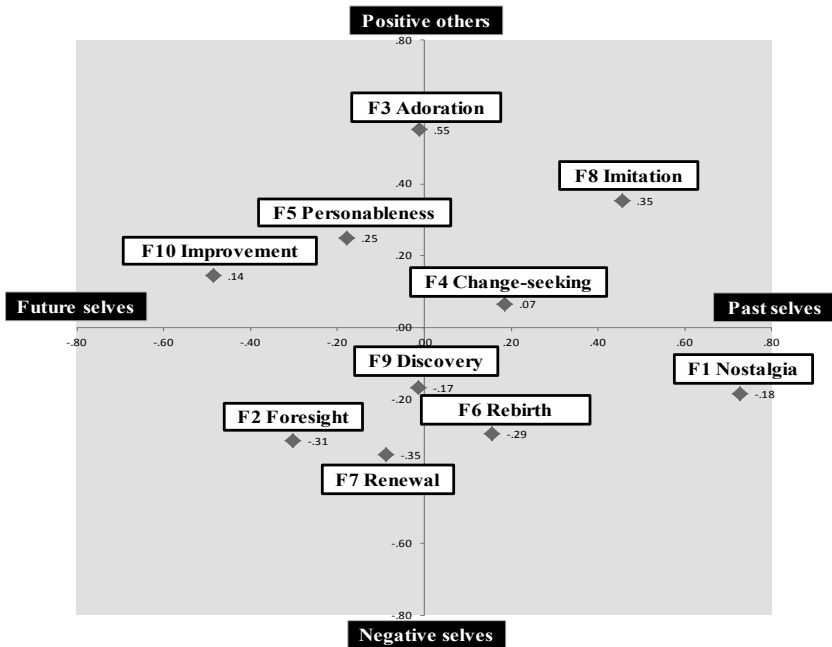 Positive others
.80
F3 Adoration
.55
F8 Imitation
.40
.35
F5 Personableness
.25
F10 Improvement
.20
.14
F4 Change-seeking
.07
Future selves
.00
Past selves
-.80 -.60 -.40 -.20 .00 .20 .40 .60 .80
F9 Discovery
-.17
F1 Nostalgia
-.18
-.20
F6 Rebirth
-.29
F2 Foresight
-.31
-.35
F7 Renewal
-.60
-.80
Negative selves